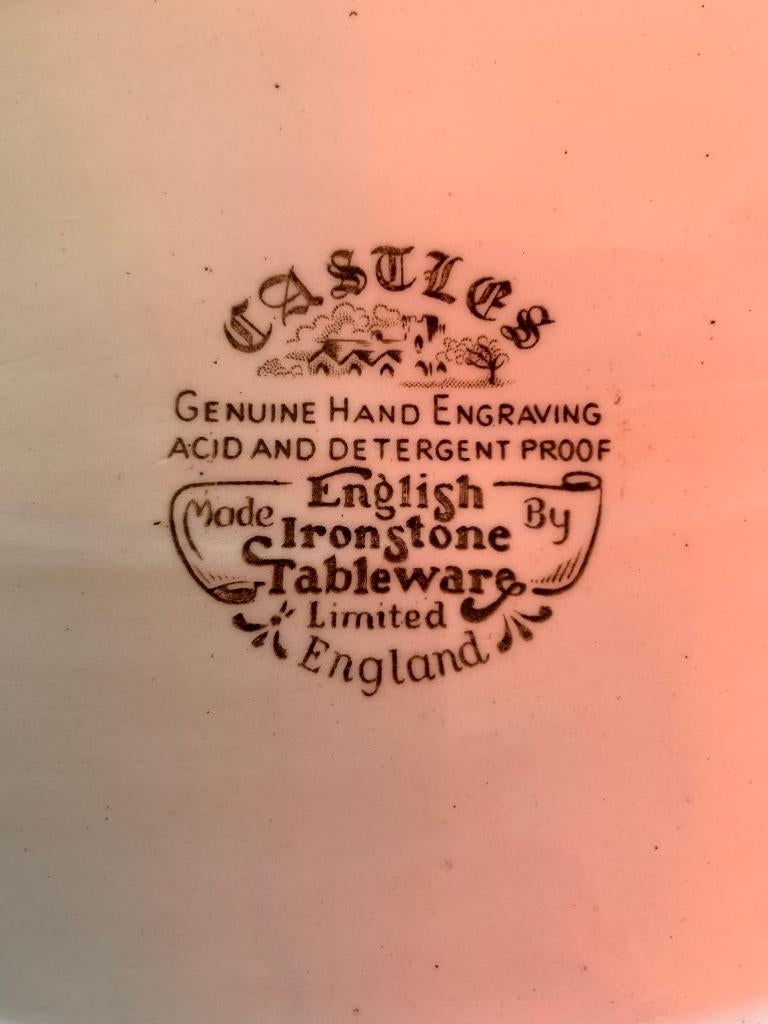 CASTLES
GENUINE HAND ENGRAVING
ACID AND DETERGENT PROOF
Made English By
Ironstone
Tableware
Limited
England